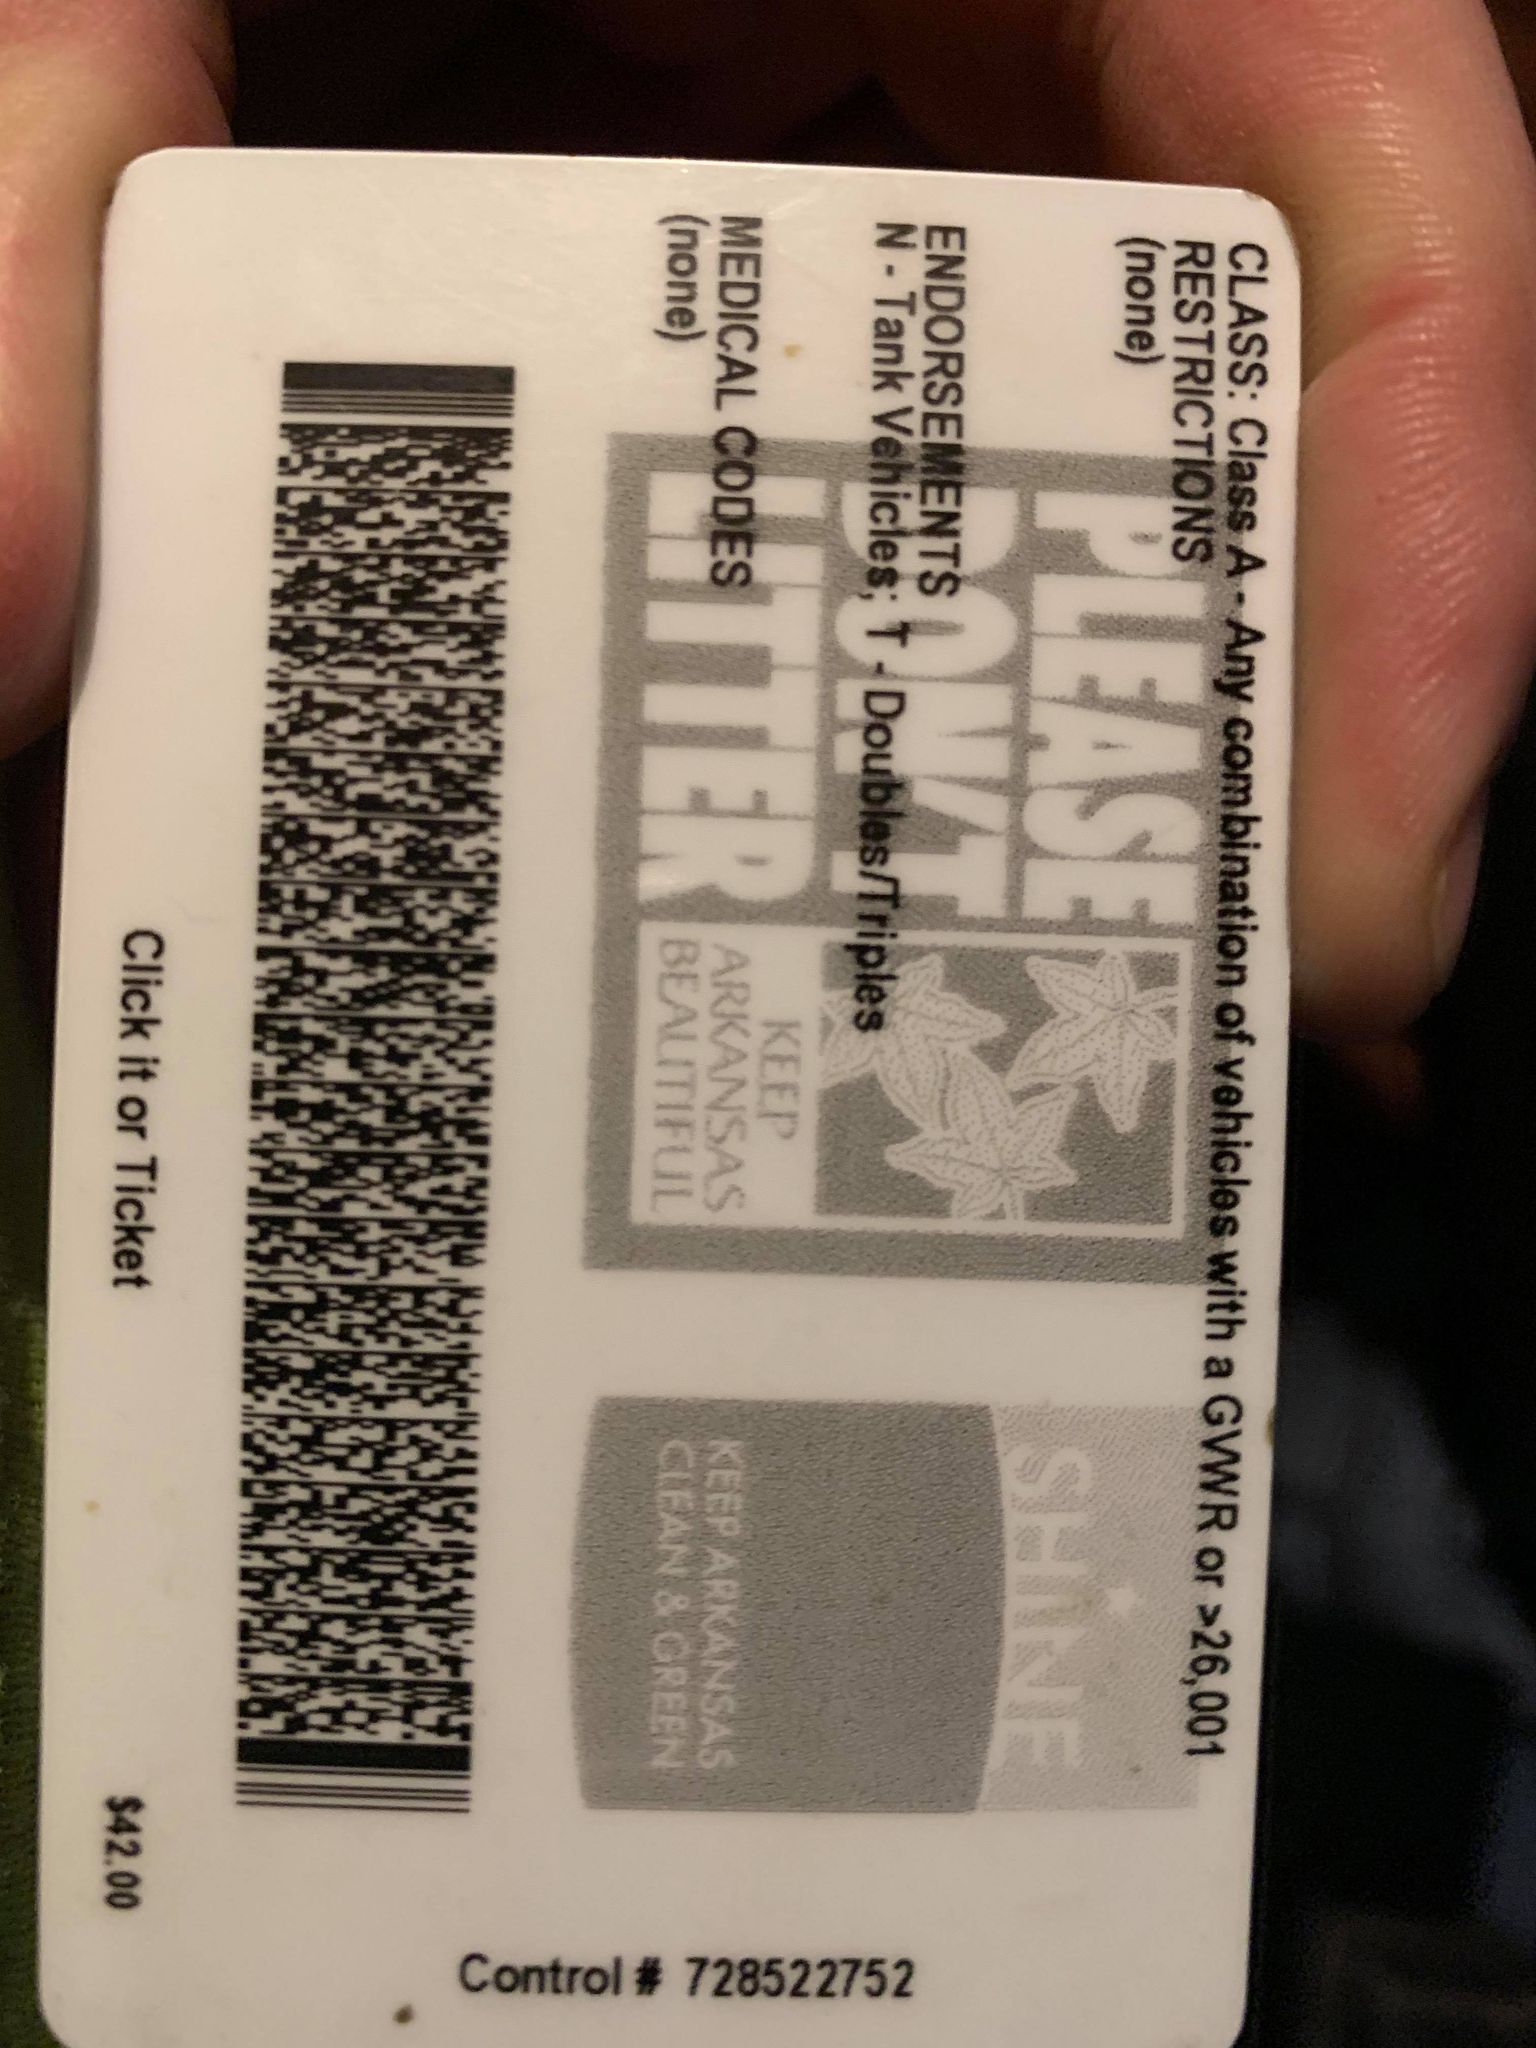 CLASS: Class A - Any combination of vehicles with a GVWR or >26,001
RESTRICTIONS
(none)
ENDORSEMENTS
N - Tank Vehicles; T - Doubles/Triples
MEDICAL CODES
(none)
PLEASE
DON'T
LITTER
KEEP
ARKANSAS
BEAUTIFUL
SHINE
KEEP ARKANSAS
CLEAN & GREEN
Click it or Ticket
$42.00
Control # 728522752